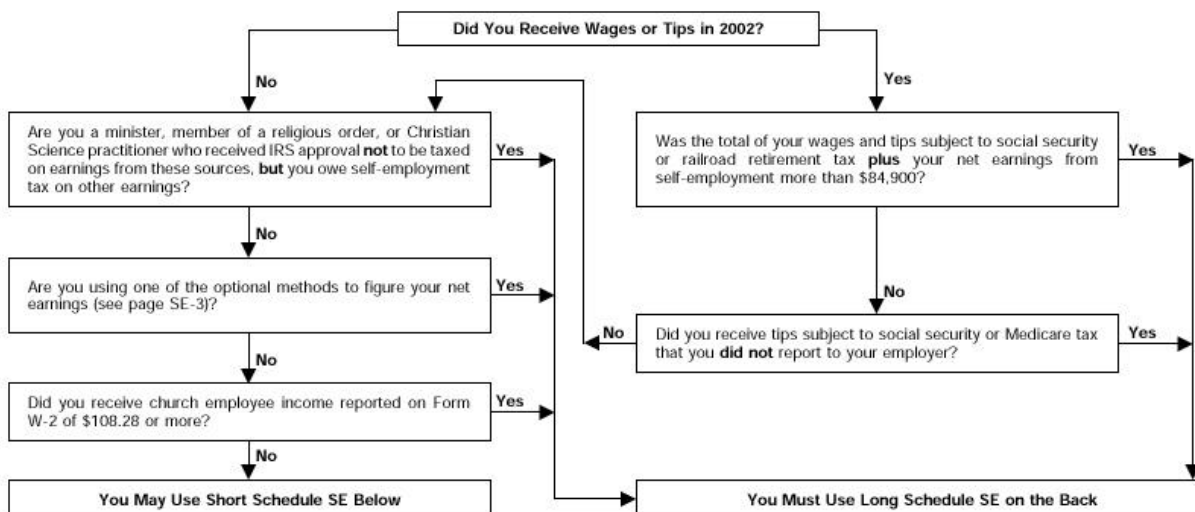 Did You Receive Wages or Tips in 2002?
No
Yes
Are you a minister, member of a religious order, or Christian
Science practitioner who received IRS approval not to be taxed
on earnings from these sources, but you owe self-employment
tax on other earnings?
Yes
Was the total of your wages and tips subject to social security
or railroad retirement tax plus your net earnings from
self-employment more than $84,900?
Yes
No
No
Are you using one of the optional methods to figure your net
earnings (see page SE-3)?
Yes
No
Did you receive tips subject to social security or Medicare tax
that you did not report to your employer?
Yes
No
Did you receive church employee income reported on Form
W-2 of $108.28 or more?
Yes
No
You May Use Short Schedule SE Below
You Must Use Long Schedule SE on the Back